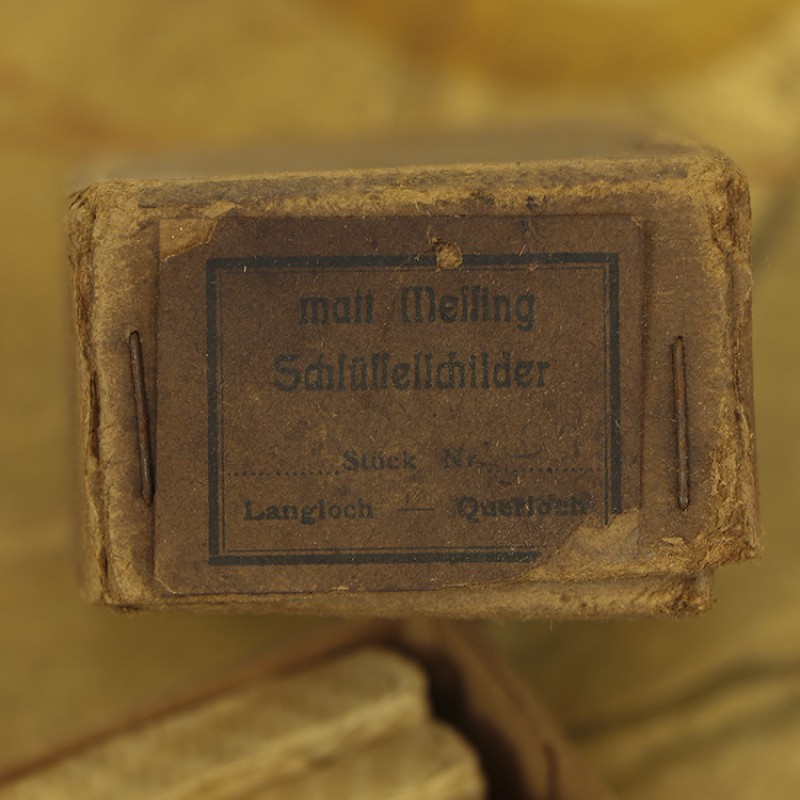 matt Meſſing
Schlüſſelſchilder
Stück Nr.
Langloch — Querloch